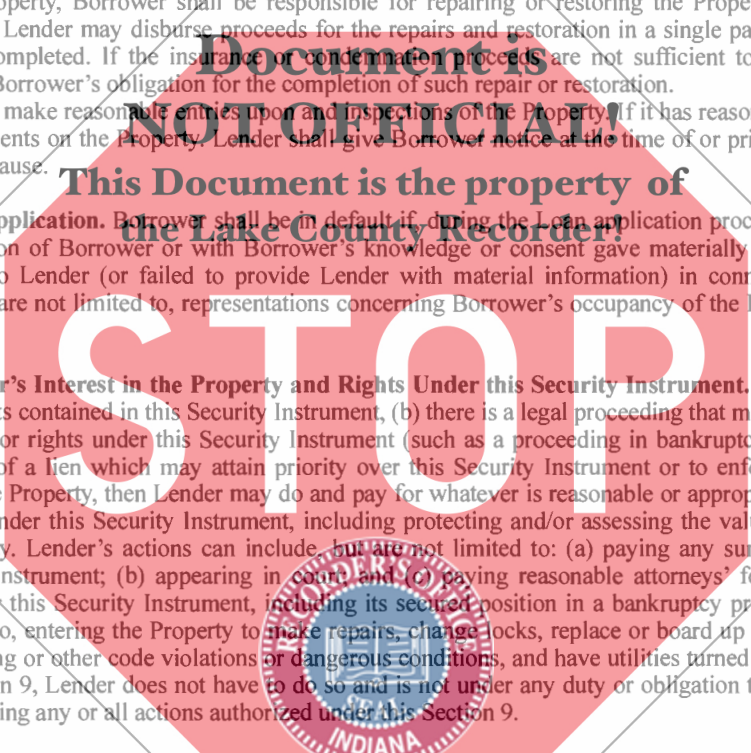 operty, Borrower shall be responsible for repairing or restoring the Prope
Lender may disburse proceeds for the repairs and restoration in a single pa
ompleted. If the insurance or condemnation proceeds are not sufficient to
Borrower's obligation for the completion of such repair or restoration.
make reasonable entries upon and inspections of the Property. If it has reaso
ents on the Property. Lender shall give Borrower notice at the time of or pri
ause.
Document is
NOT OFFICIAL!
This Document is the property of
the Lake County Recorder!
pplication. Borrower shall be in default if, during the Loan application proc
on of Borrower or with Borrower's knowledge or consent gave materially
o Lender (or failed to provide Lender with material information) in conn
are not limited to, representations concerning Borrower's occupancy of the
STOP
r's Interest in the Property and Rights Under this Security Instrument.
s contained in this Security Instrument, (b) there is a legal proceeding that m
or rights under this Security Instrument (such as a proceeding in bankruptc
of a lien which may attain priority over this Security Instrument or to enfo
e Property, then Lender may do and pay for whatever is reasonable or approp
nder this Security Instrument, including protecting and/or assessing the val
y. Lender's actions can include, but are not limited to: (a) paying any su
nstrument; (b) appearing in court; and (c) paying reasonable attorneys' f
this Security Instrument, including its secured position in a bankruptcy pr
o, entering the Property to make repairs, change locks, replace or board up
ng or other code violations or dangerous conditions, and have utilities turned
n 9, Lender does not have to do so and is not under any duty or obligation t
ing any or all actions authorized under this Section 9.
RECORDER'S OFFICE
SEAL
INDIANA